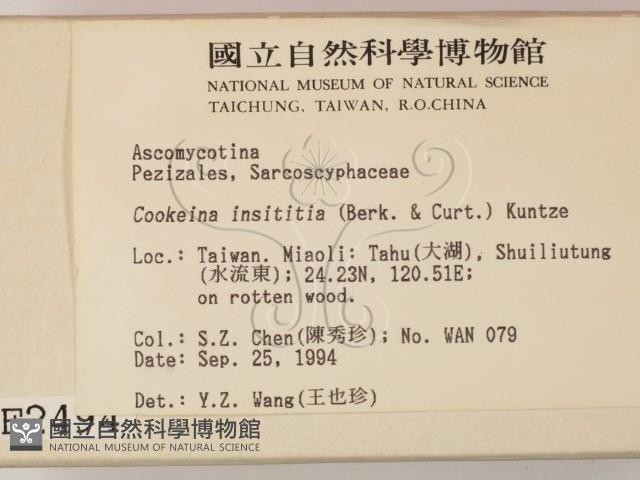 國立自然科學博物館
NATIONAL MUSEUM OF NATURAL SCIENCE
TAICHUNG, TAIWAN, R.O.CHINA
Ascomycotina
Pezizales, Sarcoscyphaceae
Cookeina insititia (Berk. & Curt.) Kuntze
Loc.: Taiwan. Miaoli: Tahu(大湖), Shuiliutung
(水流東); 24.23N, 120.51E;
on rotten wood.
Col.: S.Z. Chen(陳秀珍); No. WAN 079
Date: Sep. 25, 1994
Det.: Y.Z. Wang(王也珍)
F2494
國立自然科學博物館
NATIONAL MUSEUM OF NATURAL SCIENCE